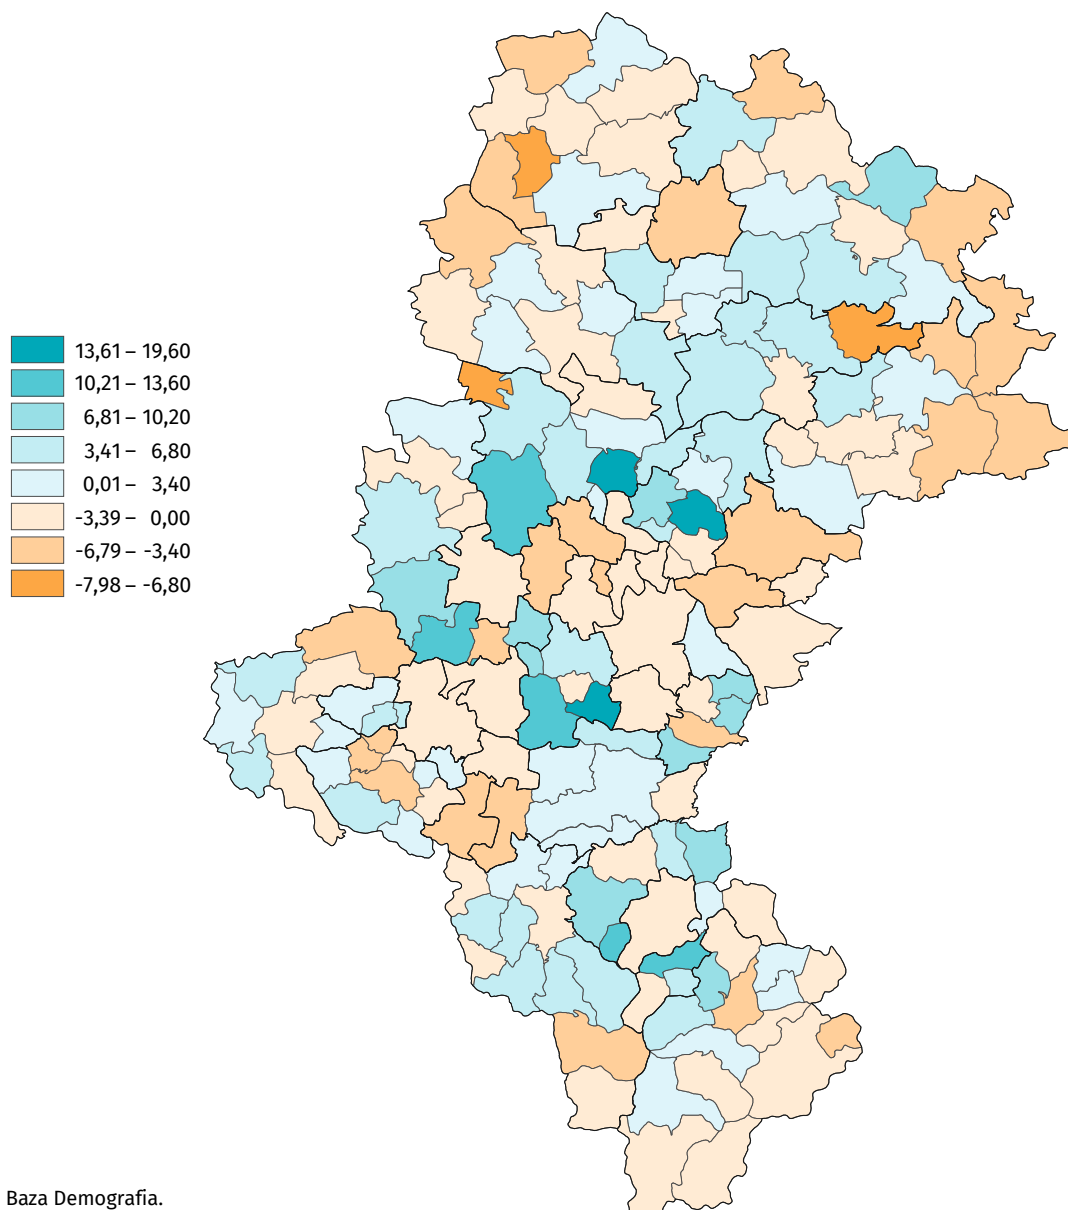 13,61 – 19,60
10,21 – 13,60
6,81 – 10,20
3,41 – 6,80
0,01 – 3,40
-3,39 – 0,00
-6,79 – -3,40
-7,98 – -6,80
Baza Demografia.